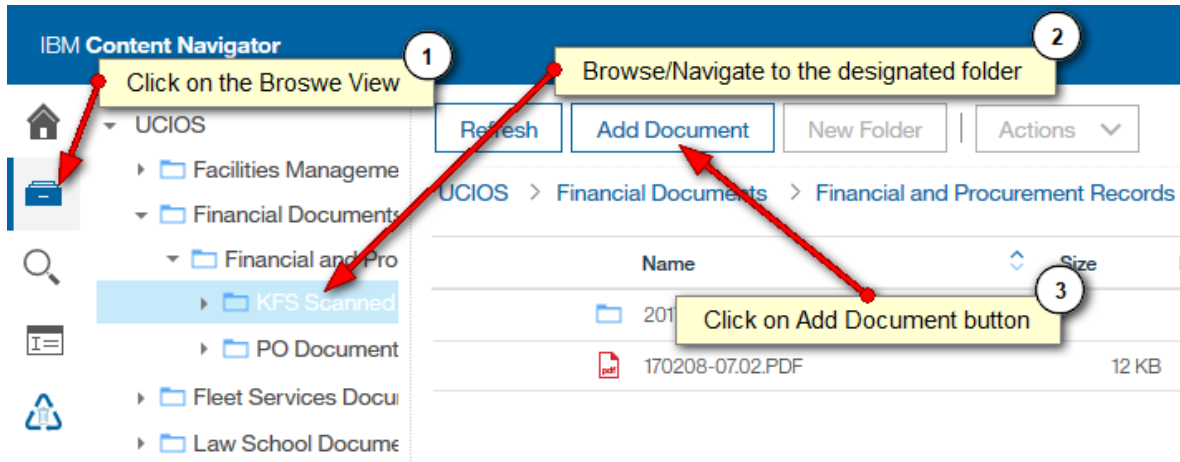 IBM Content Navigator
1
Click on the Broswe View
2
Browse/Navigate to the designated folder
UCIOS
Refresh Add Document New Folder Actions
Facilities Manageme
UCIOS > Financial Documents > Financial and Procurement Records
Financial Documents
Financial and Pro
Name Size
KFS Scanned
201
3
Click on Add Document button
PO Document
170208-07.02.PDF 12 KB
Fleet Services Docu
Law School Docume